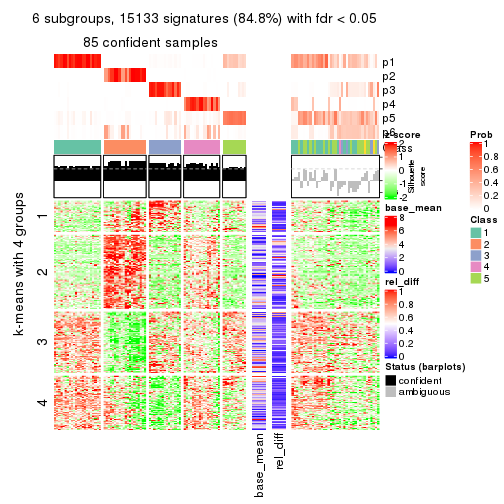 6 subgroups, 15133 signatures (84.8%) with fdr < 0.05
85 confident samples
p1
p2
p3
p4
p5
p6
z score
2
1
0
-1
-2
Silhouette
score
Prob
1
0.8
0.6
0.4
0.2
0
Class
1
2
3
4
5
base_mean
8
6
4
2
0
rel_diff
1
0.8
0.6
0.4
0.2
0
Status (barplots)
confident
ambiguous
k-means with 4 groups
1
2
3
4
base_mean
rel_diff